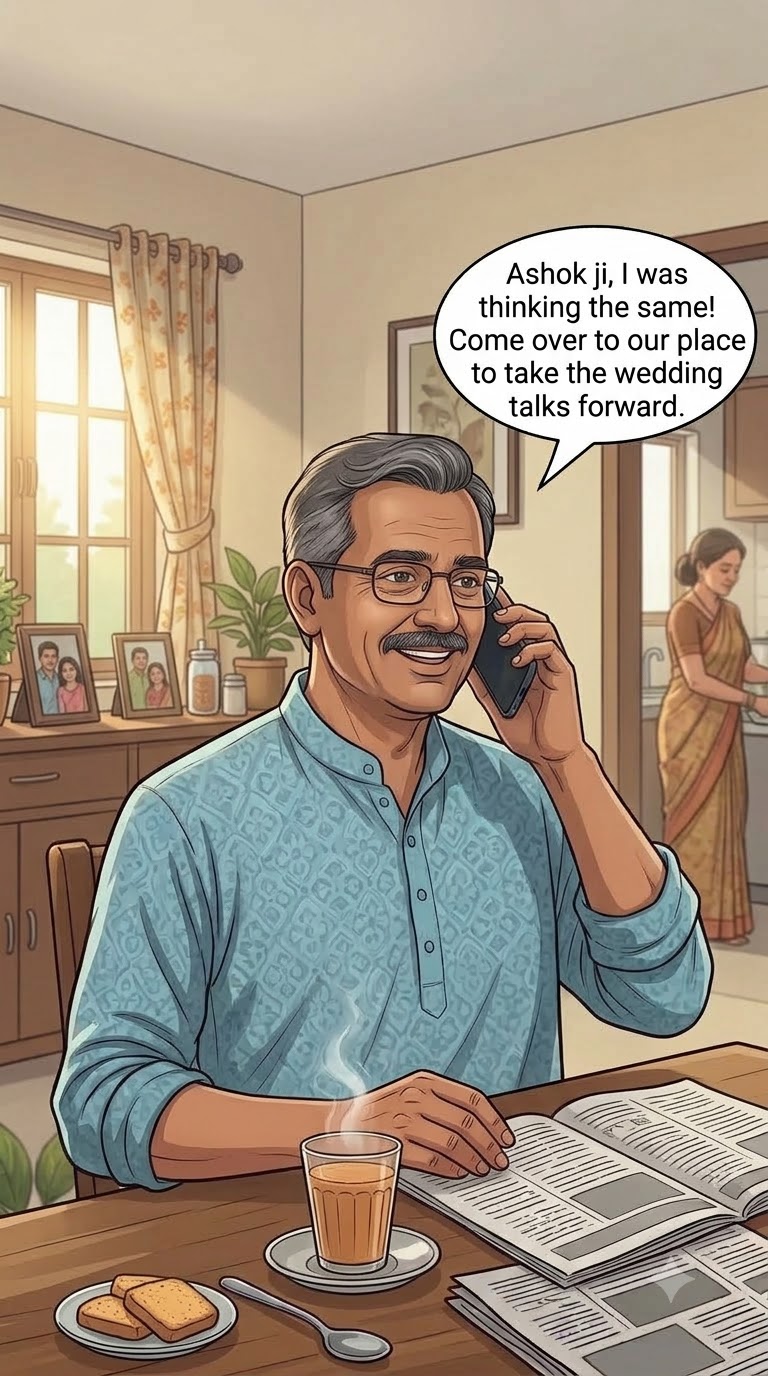 Ashok ji, I was
thinking the same!
Come over to our place
to take the wedding
talks forward.